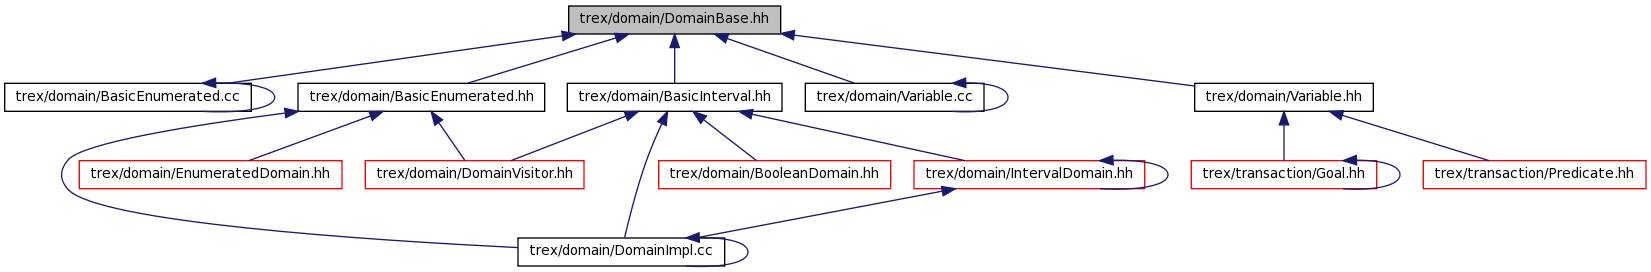 trex/domain/DomainBase.hh
trex/domain/BasicEnumerated.cc
trex/domain/BasicEnumerated.hh
trex/domain/BasicInterval.hh
trex/domain/Variable.cc
trex/domain/Variable.hh
trex/domain/EnumeratedDomain.hh
trex/domain/DomainVisitor.hh
trex/domain/BooleanDomain.hh
trex/domain/IntervalDomain.hh
trex/transaction/Goal.hh
trex/transaction/Predicate.hh
trex/domain/DomainImpl.cc